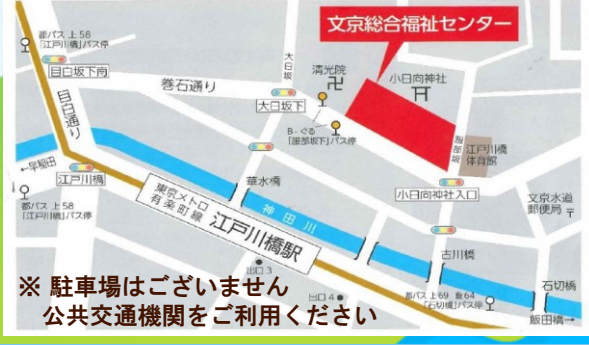 文京総合福祉センター
都バス 上58
「江戸川橋」バス停
目白坂下南
目白通り
巻石通り
大日坂
大日坂下
清光院
小日向神社
B-ぐる
「服部坂下」バス停
服部坂
江戸川橋
体育館
小日向神社入口
文京水道
郵便局
←早稲田
江戸川橋
都バス 上58
「江戸川橋」バス停
華水橋
神田川
東京メトロ
有楽町線
江戸川橋駅
古川橋
石切橋
飯田橋→
出口3
出口4
都バス 上69 飯64
「石切橋」バス停
※ 駐車場はございません
公共交通機関をご利用ください